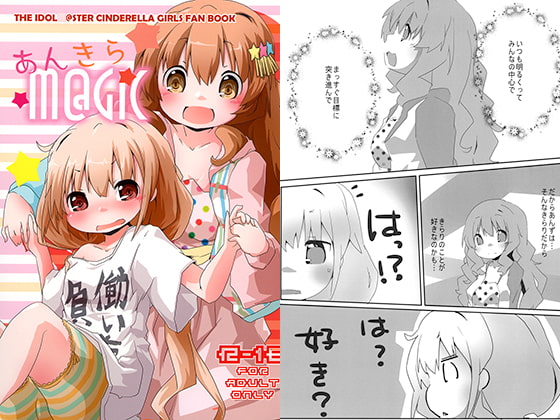 THE IDOL @STER CINDERELLA GIRLS FAN BOOK
あんきら
M@GIC
働い
負
R-18
FOR
ADULT
ONLY
いつも明るくって
みんなの中心で
まっすぐ目標に
突き進んで
だからあんずは…
そんなきらりだから
きらりのことが
好きなのかも…
はっ!?
は?
好き?